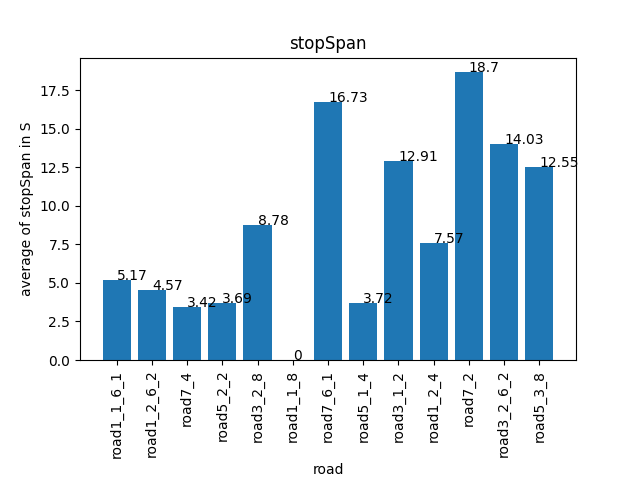 stopSpan
average of stopSpan in S
17.5
15.0
12.5
10.0
7.5
5.0
2.5
0.0
5.17
4.57
3.42
3.69
8.78
0
16.73
3.72
12.91
7.57
18.7
14.03
12.55
road1_1_6_1
road1_2_6_2
road7_4
road5_2_2
road3_2_8
road1_1_8
road7_6_1
road5_1_4
road3_1_2
road1_2_4
road7_2
road3_2_6_2
road5_3_8
road